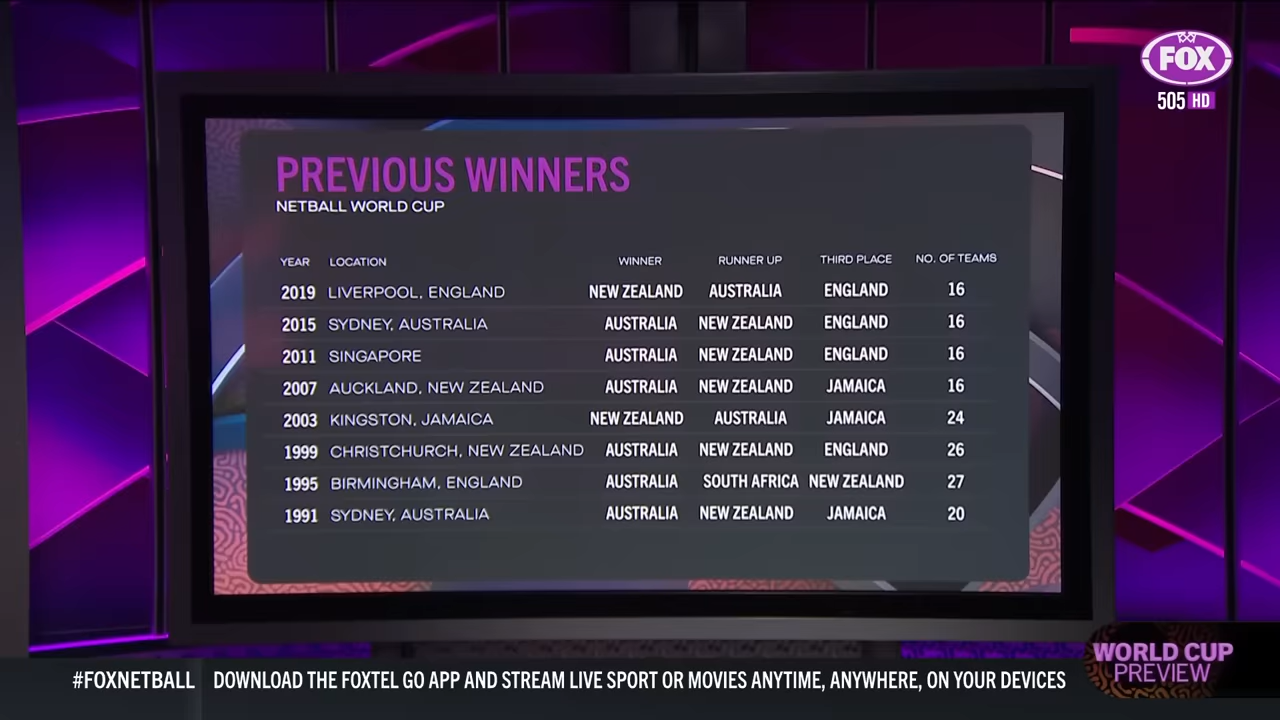 FOX
505 HD
PREVIOUS WINNERS
NETBALL WORLD CUP
YEAR LOCATION WINNER RUNNER UP THIRD PLACE NO. OF TEAMS
2019 LIVERPOOL, ENGLAND NEW ZEALAND AUSTRALIA ENGLAND 16
2015 SYDNEY, AUSTRALIA AUSTRALIA NEW ZEALAND ENGLAND 16
2011 SINGAPORE AUSTRALIA NEW ZEALAND ENGLAND 16
2007 AUCKLAND, NEW ZEALAND AUSTRALIA NEW ZEALAND JAMAICA 16
2003 KINGSTON, JAMAICA NEW ZEALAND AUSTRALIA JAMAICA 24
1999 CHRISTCHURCH, NEW ZEALAND AUSTRALIA NEW ZEALAND ENGLAND 26
1995 BIRMINGHAM, ENGLAND AUSTRALIA SOUTH AFRICA NEW ZEALAND 27
1991 SYDNEY, AUSTRALIA AUSTRALIA NEW ZEALAND JAMAICA 20
#FOXNETBALL DOWNLOAD THE FOXTEL GO APP AND STREAM LIVE SPORT OR MOVIES ANYTIME, ANYWHERE, ON YOUR DEVICES
WORLD CUP
PREVIEW